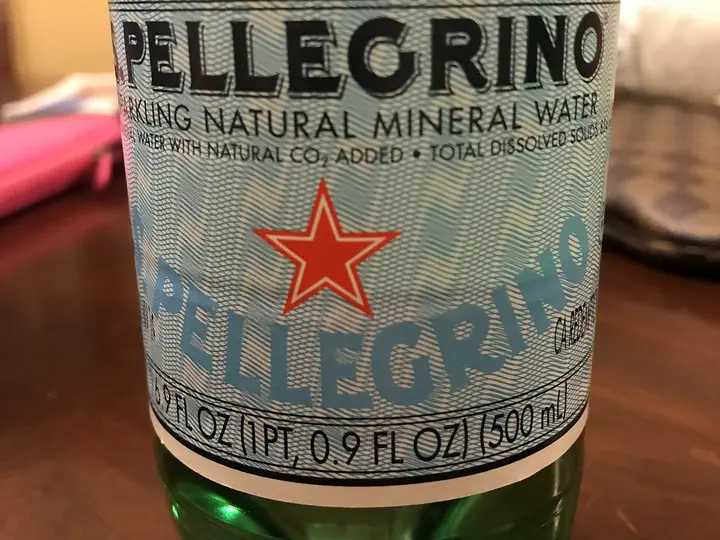 PELLEGRINO
RKLING NATURAL MINERAL WATER
WATER WITH NATURAL CO₂ ADDED • TOTAL DISSOLVED SOLIDS
PELLEGRINO
6.9 FL OZ (1PT, 0.9 FL OZ) (500 mL)